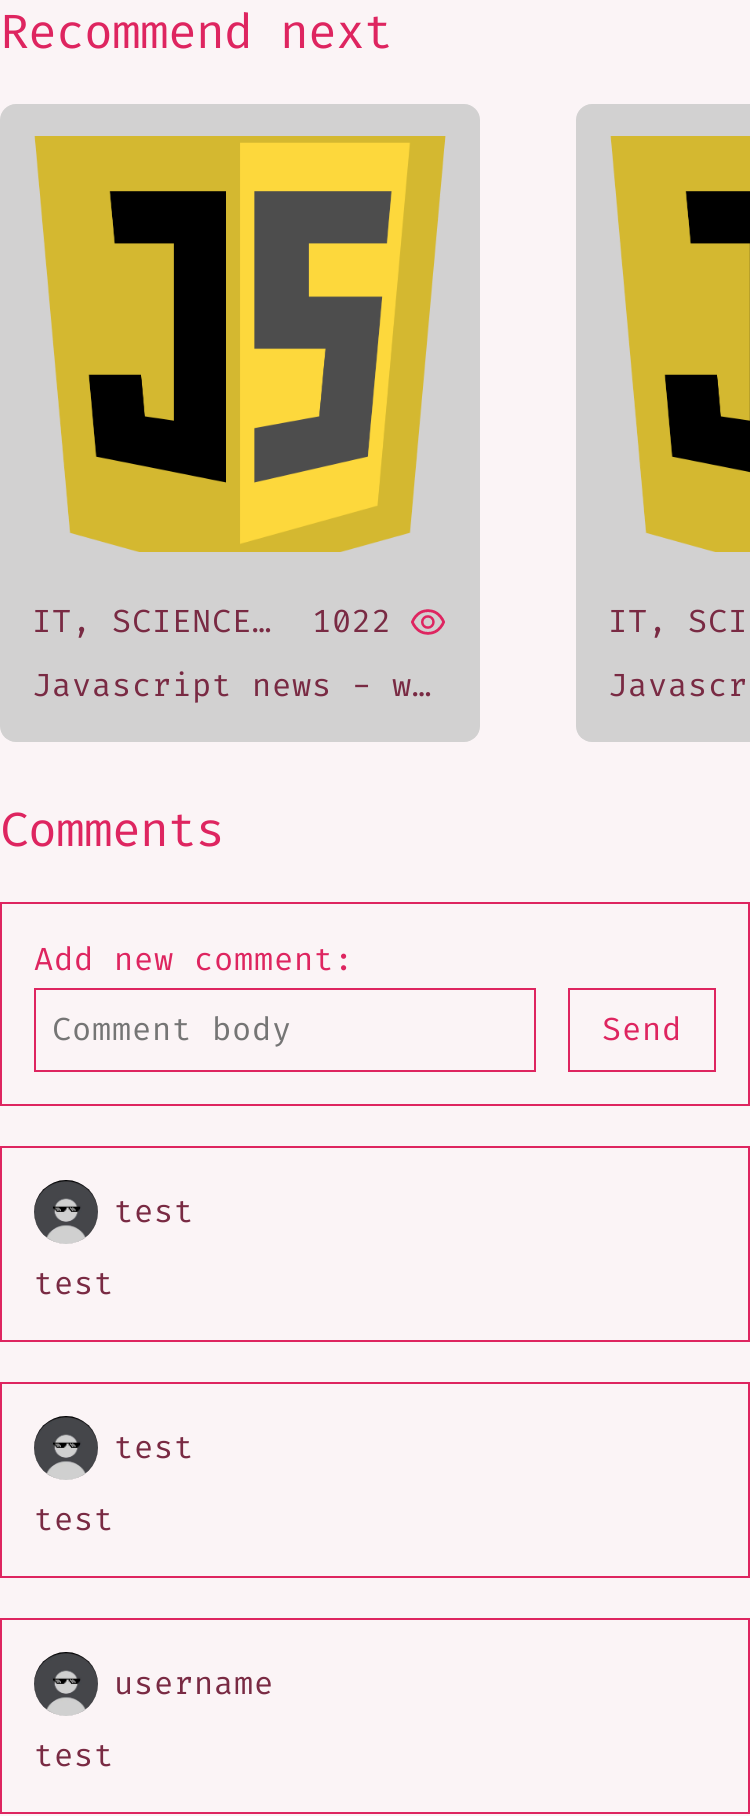 Recommend next
JS
J
IT, SCIENCE… 1022
IT, SCI
Javascript news - w…
Javascr
Comments
Add new comment:
Comment body
Send
test
test
test
test
username
test